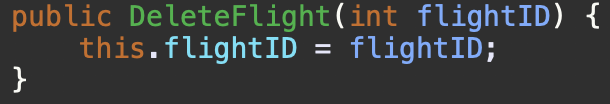 public DeleteFlight(int flightID) {
    this.flightID = flightID;
}